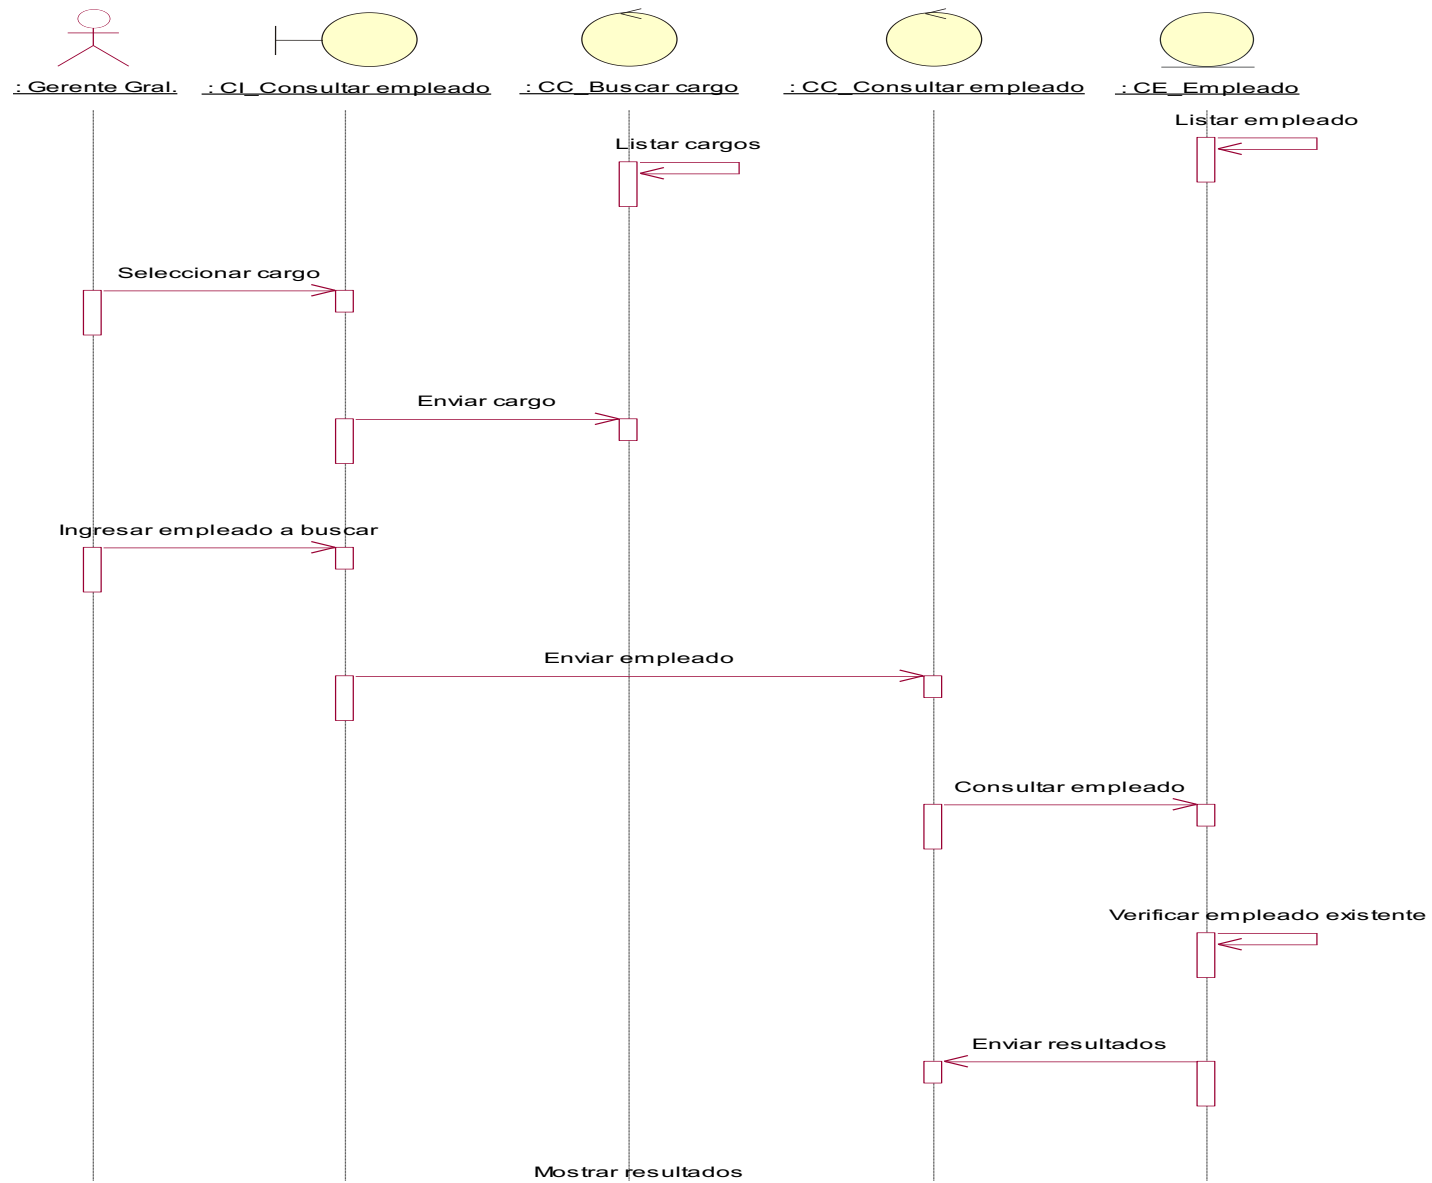 : Gerente Gral.
: CI_Consultar empleado
: CC_Buscar cargo
: CC_Consultar empleado
: CE_Empleado
Listar empleado
Listar cargos
Seleccionar cargo
Enviar cargo
Ingresar empleado a buscar
Enviar empleado
Consultar empleado
Verificar empleado existente
Enviar resultados
Mostrar resultados